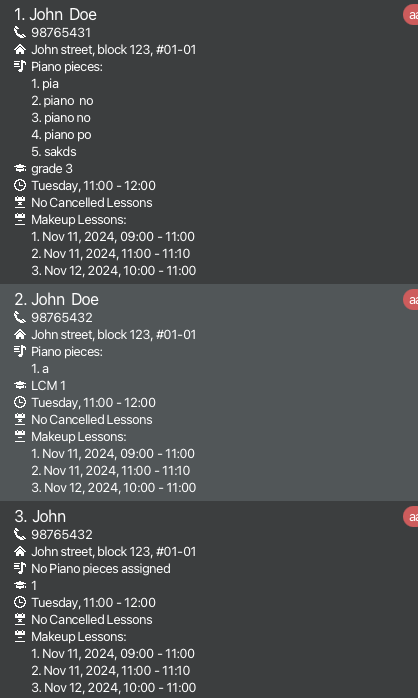 1. John  Doe
aa
98765431
John street, block 123, #01-01
Piano pieces:
1. pia
2. piano  no
3. piano no
4. piano po
5. sakds
grade 3
Tuesday, 11:00 - 12:00
No Cancelled Lessons
Makeup Lessons:
1. Nov 11, 2024, 09:00 - 11:00
2. Nov 11, 2024, 11:00 - 11:10
3. Nov 12, 2024, 10:00 - 11:00
2. John  Doe
aa
98765432
John street, block 123, #01-01
Piano pieces:
1. a
LCM 1
Tuesday, 11:00 - 12:00
No Cancelled Lessons
Makeup Lessons:
1. Nov 11, 2024, 09:00 - 11:00
2. Nov 11, 2024, 11:00 - 11:10
3. Nov 12, 2024, 10:00 - 11:00
3. John
aa
98765432
John street, block 123, #01-01
No Piano pieces assigned
1
Tuesday, 11:00 - 12:00
No Cancelled Lessons
Makeup Lessons:
1. Nov 11, 2024, 09:00 - 11:00
2. Nov 11, 2024, 11:00 - 11:10
3. Nov 12, 2024, 10:00 - 11:00